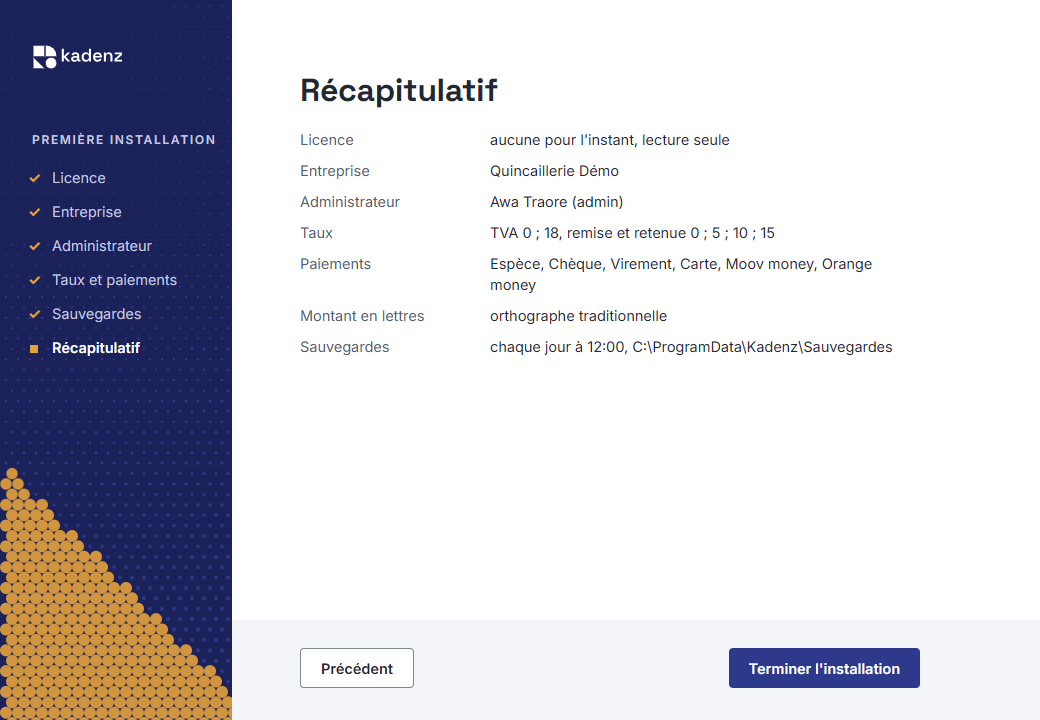 kadenz
PREMIÈRE INSTALLATION
Licence
Entreprise
Administrateur
Taux et paiements
Sauvegardes
Récapitulatif
Récapitulatif
Licence aucune pour l'instant, lecture seule
Entreprise Quincaillerie Démo
Administrateur Awa Traore (admin)
Taux TVA 0 ; 18, remise et retenue 0 ; 5 ; 10 ; 15
Paiements Espèce, Chèque, Virement, Carte, Moov money, Orange
money
Montant en lettres orthographe traditionnelle
Sauvegardes chaque jour à 12:00, C:\ProgramData\Kadenz\Sauvegardes
Précédent Terminer l'installation